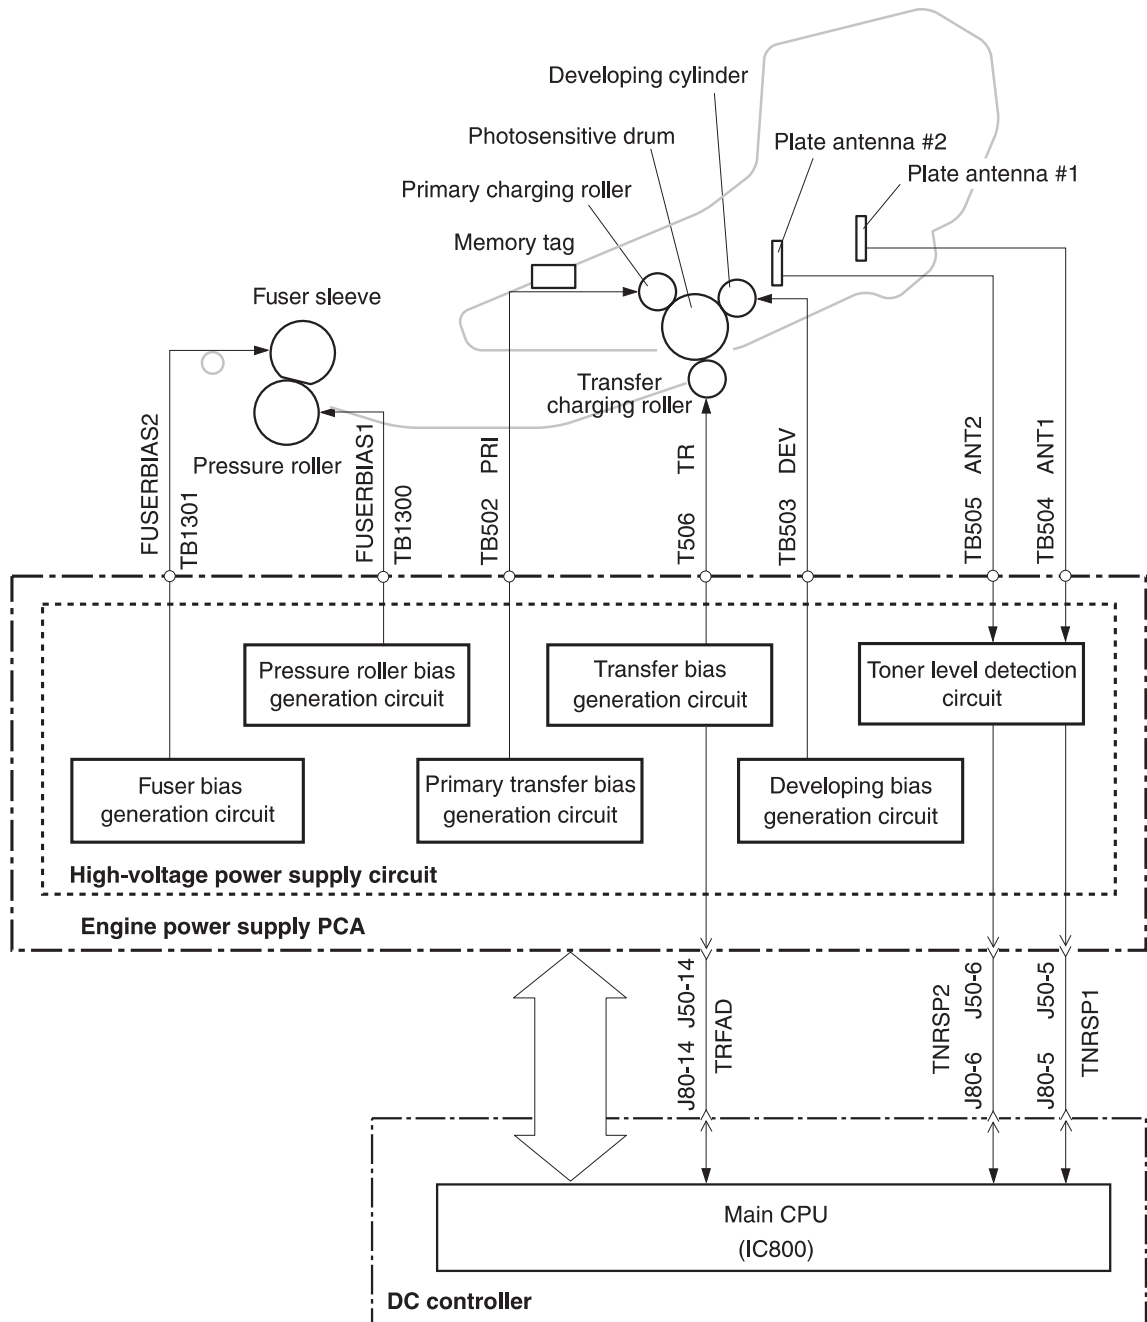 Developing cylinder
Photosensitive drum
Plate antenna #2
Plate antenna #1
Primary charging roller
Memory tag
Fuser sleeve
Transfer
charging roller
Pressure roller
FUSERBIAS2
TB1301
FUSERBIAS1
TB1300
TB502 PRI
T506 TR
TB503 DEV
TB505 ANT2
TB504 ANT1
Pressure roller bias
generation circuit
Transfer bias
generation circuit
Toner level detection
circuit
Fuser bias
generation circuit
Primary transfer bias
generation circuit
Developing bias
generation circuit
High-voltage power supply circuit
Engine power supply PCA
J80-14 J50-14
TRFAD
TNRSP2
J80-6 J50-6
J80-5 J50-5
TNRSP1
Main CPU
(IC800)
DC controller